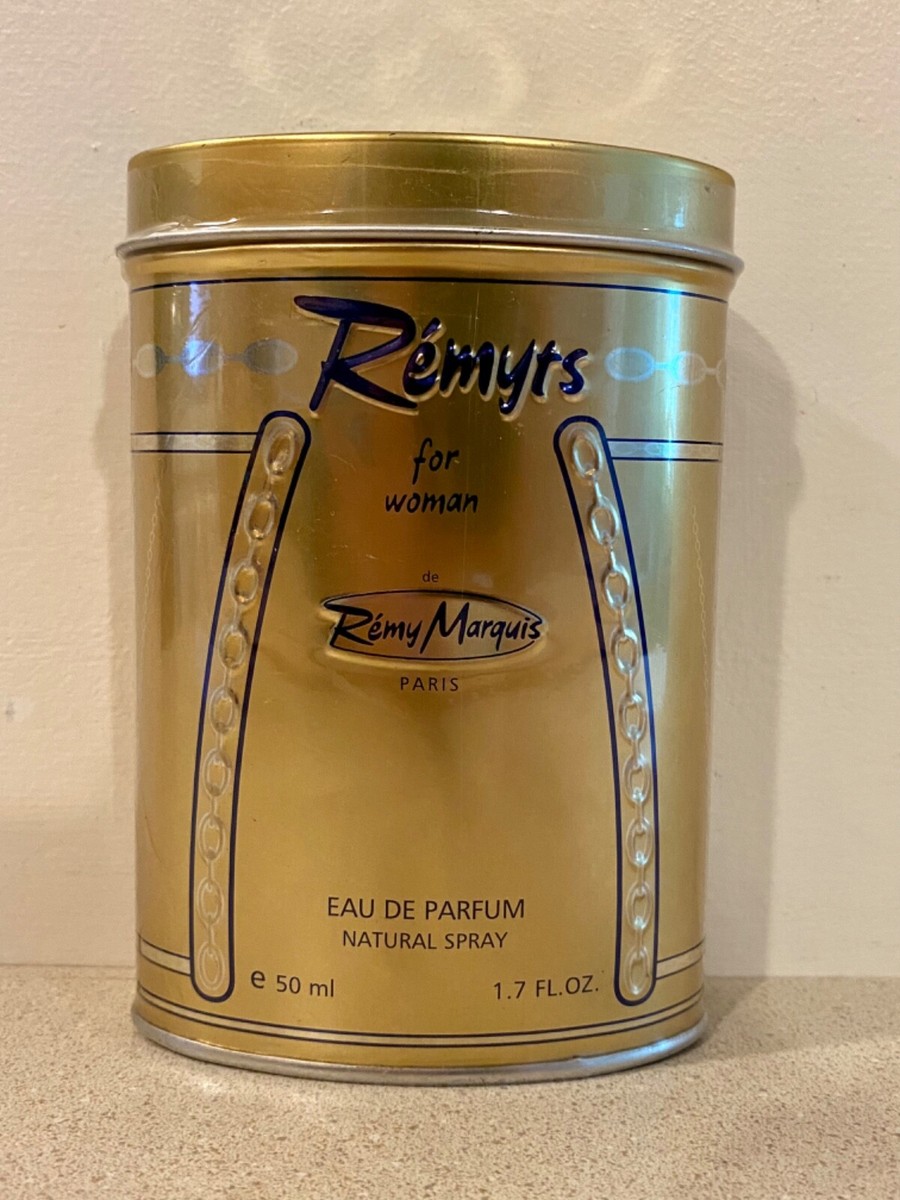 Rémyrs
for
woman
de
Rémy Marquis
PARIS
EAU DE PARFUM
NATURAL SPRAY
℮ 50 ml 1.7 FL.OZ.